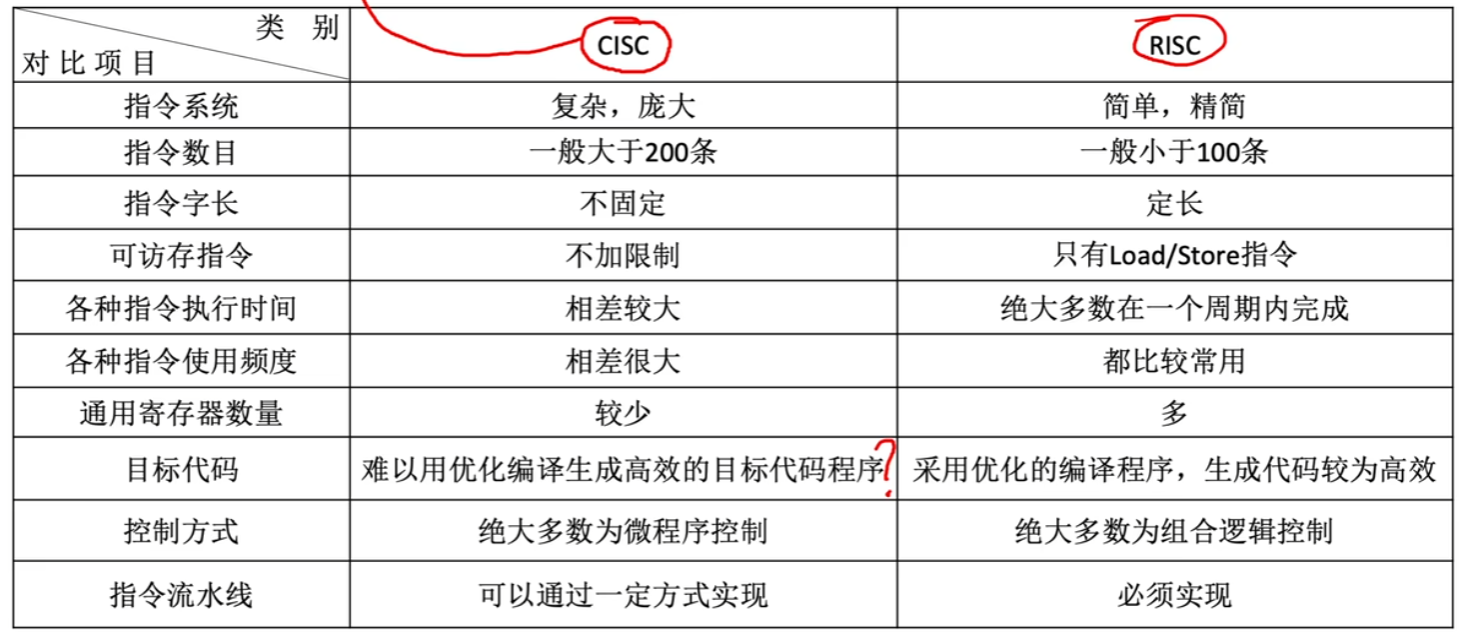 类 别
对比项目
CISC
RISC
指令系统 复杂，庞大 简单，精简
指令数目 一般大于200条 一般小于100条
指令字长 不固定 定长
可访存指令 不加限制 只有Load/Store指令
各种指令执行时间 相差较大 绝大多数在一个周期内完成
各种指令使用频度 相差很大 都比较常用
通用寄存器数量 较少 多
目标代码 难以用优化编译生成高效的目标代码程序 ? 采用优化的编译程序，生成代码较为高效
控制方式 绝大多数为微程序控制 绝大多数为组合逻辑控制
指令流水线 可以通过一定方式实现 必须实现